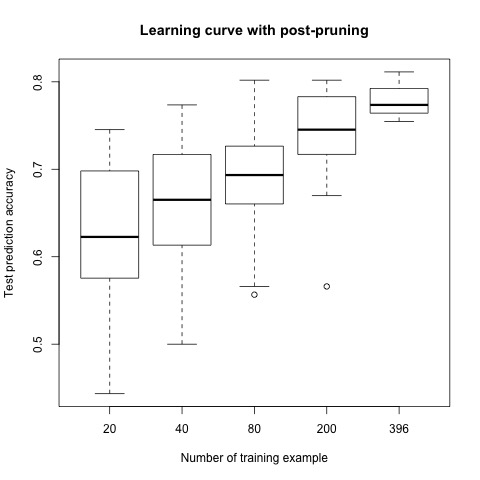 Learning curve with post-pruning
Test prediction accuracy
0.8
0.7
0.6
0.5
20 40 80 200 396
Number of training example